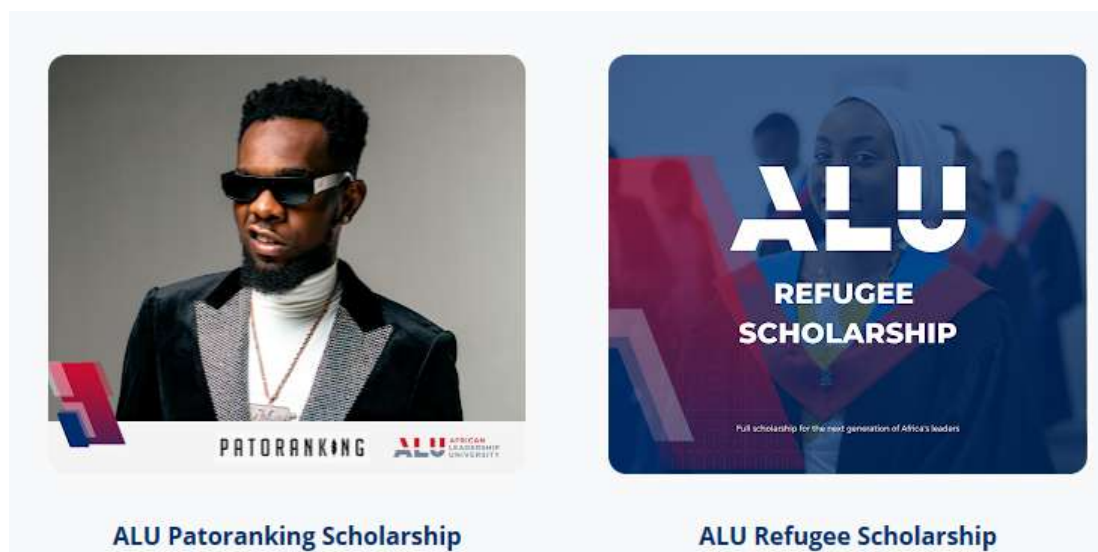 PATORANKING
ALU AFRICAN
LEADERSHIP
UNIVERSITY
ALU Patoranking Scholarship
ALU
REFUGEE
SCHOLARSHIP
Full scholarship for the next generation of Africa's leaders
ALU Refugee Scholarship